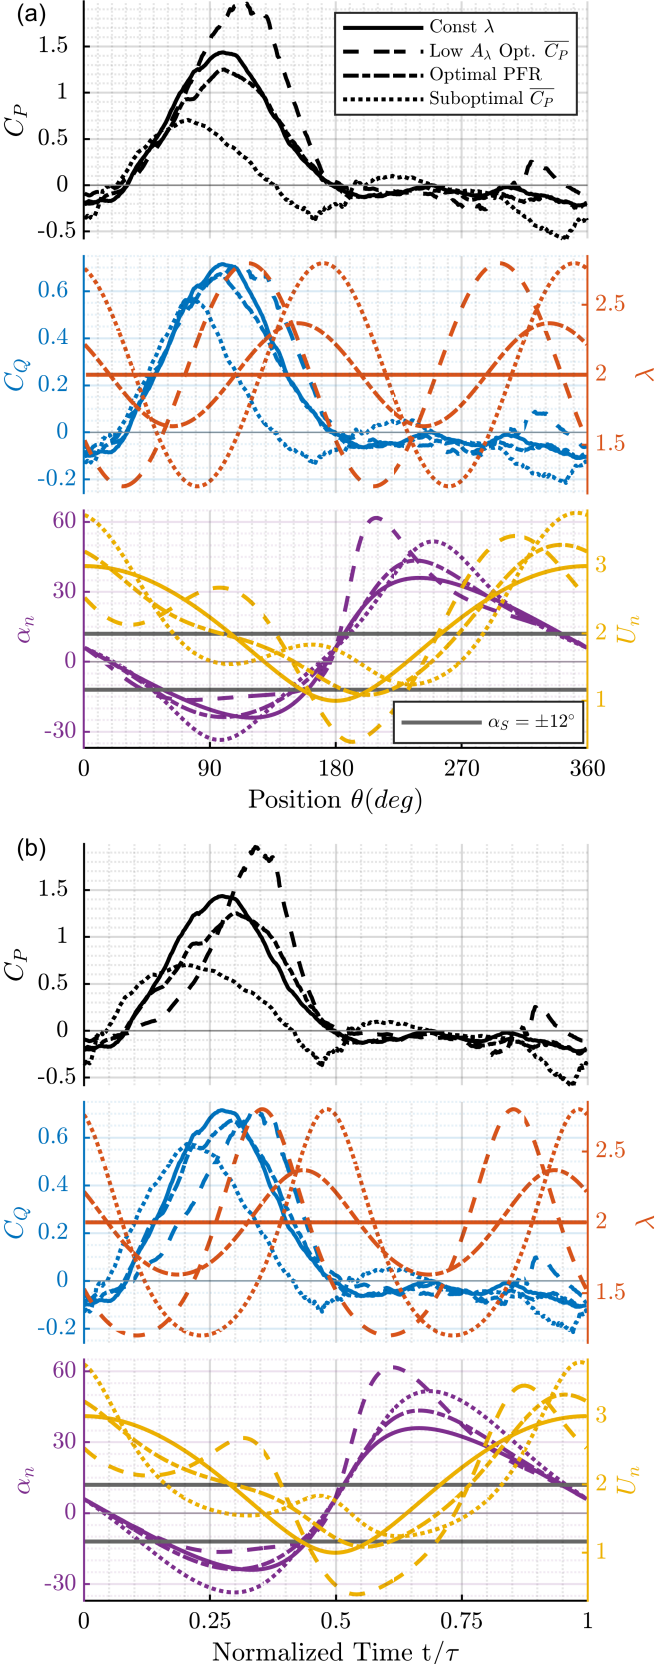 (a)
Const λ
Low A_λ Opt. \overline{C_P}
Optimal PFR
Suboptimal \overline{C_P}
C_P
1.5
1
0.5
0
-0.5
C_Q
0.6
0.4
0.2
0
-0.2
λ
2.5
2
1.5
α_n
60
30
0
-30
U_n
3
2
1
α_S = ±12°
0 90 180 270 360
Position θ(deg)
(b)
C_P
1.5
1
0.5
0
-0.5
C_Q
0.6
0.4
0.2
0
-0.2
λ
2.5
2
1.5
α_n
60
30
0
-30
U_n
3
2
1
0 0.25 0.5 0.75 1
Normalized Time t/τ